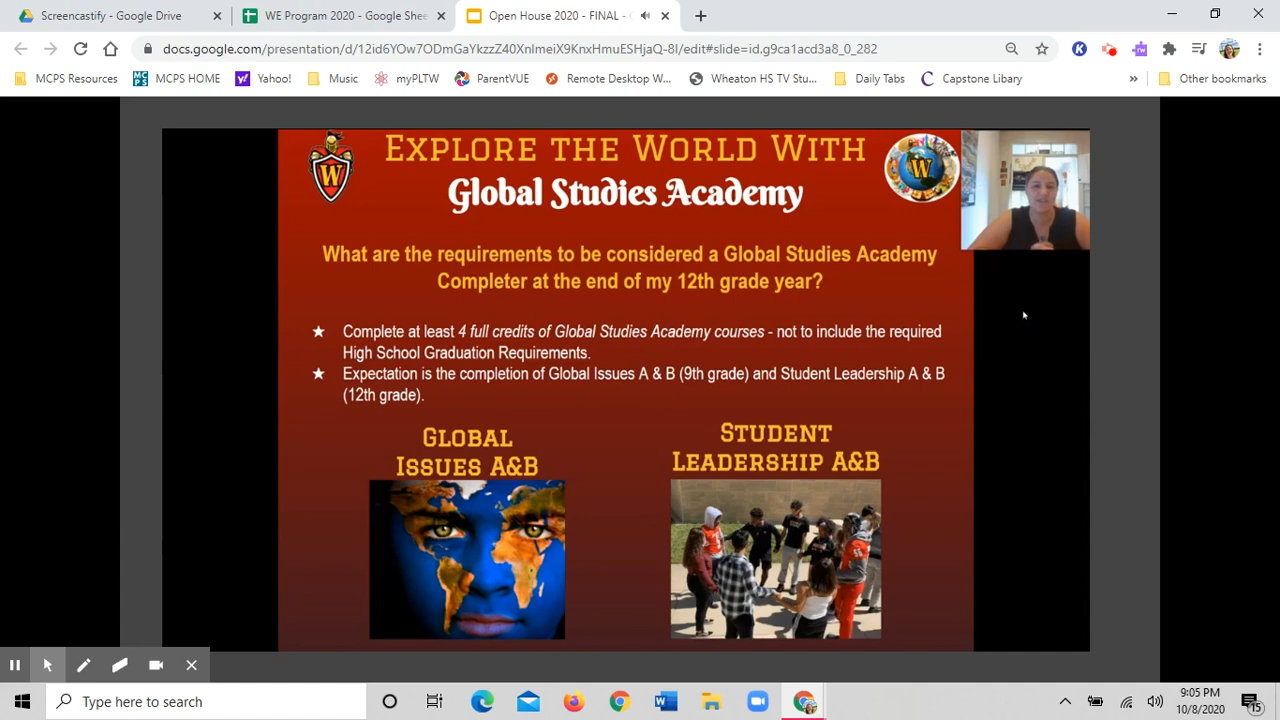 Screencastify - Google Drive
WE Program 2020 - Google Shee
Open House 2020 - FINAL -
docs.google.com/presentation/d/12id6YOw7ODmGaYkzzZ40XnImeiX9KnxHmuESHjaQ-8I/edit#slide=id.g9ca1acd3a8_0_282
MCPS Resources
MCPS HOME
Yahoo!
Music
myPLTW
ParentVUE
Remote Desktop W...
Wheaton HS TV Stu...
Daily Tabs
Capstone Library
»
Other bookmarks
EXPLORE THE WORLD WITH
Global Studies Academy
W
W
What are the requirements to be considered a Global Studies Academy
Completer at the end of my 12th grade year?
★ Complete at least 4 full credits of Global Studies Academy courses - not to include the required
High School Graduation Requirements.
★ Expectation is the completion of Global Issues A & B (9th grade) and Student Leadership A & B
(12th grade).
GLOBAL
ISSUES A&B
STUDENT
LEADERSHIP A&B
Type here to search
9:05 PM
10/8/2020
15